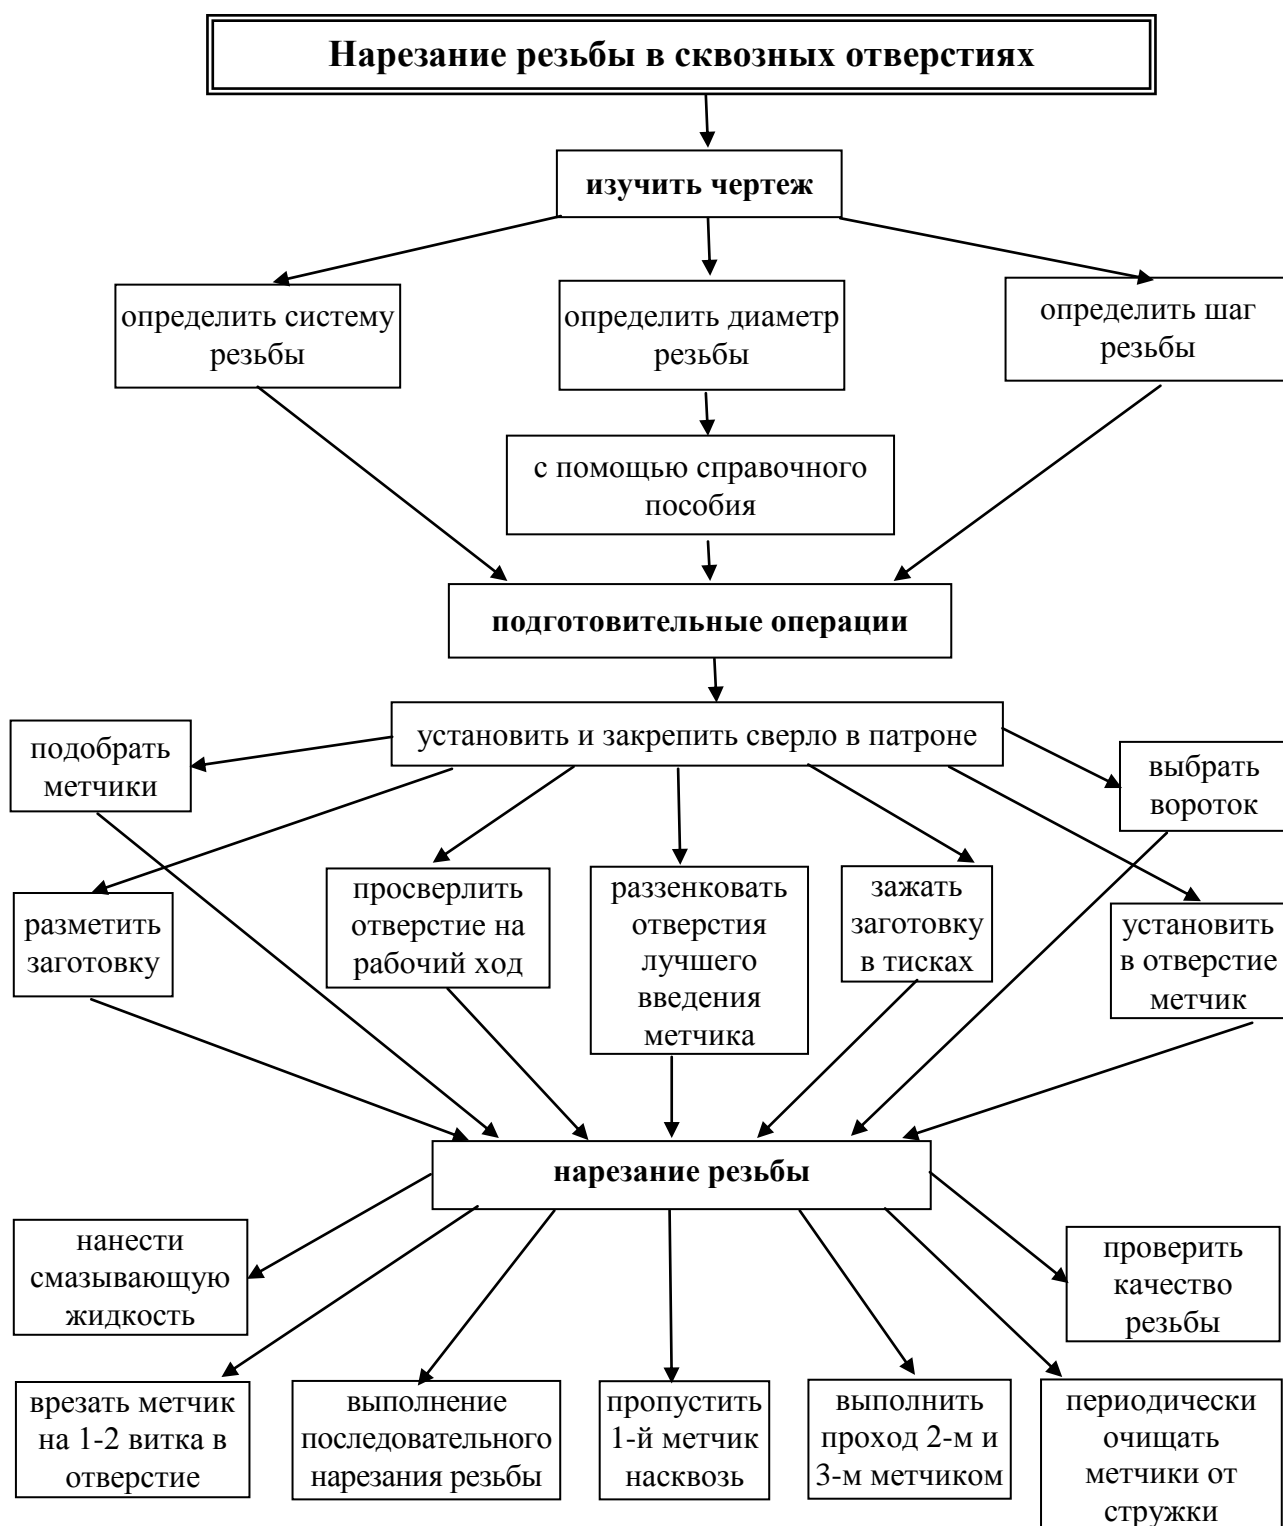 Нарезание резьбы в сквозных отверстиях
изучить чертеж
определить систему
резьбы
определить диаметр
резьбы
определить шаг
резьбы
с помощью справочного
пособия
подготовительные операции
установить и закрепить сверло в патроне
подобрать
метчики
выбрать
вороток
разметить
заготовку
просверлить
отверстие на
рабочий ход
раззенковать
отверстия
лучшего
введения
метчика
зажать
заготовку
в тисках
установить
в отверстие
метчик
нарезание резьбы
нанести
смазывающую
жидкость
проверить
качество
резьбы
врезать метчик
на 1-2 витка в
отверстие
выполнение
последовательного
нарезания резьбы
пропустить
1-й метчик
насквозь
выполнить
проход 2-м и
3-м метчиком
периодически
очищать
метчики от
стружки